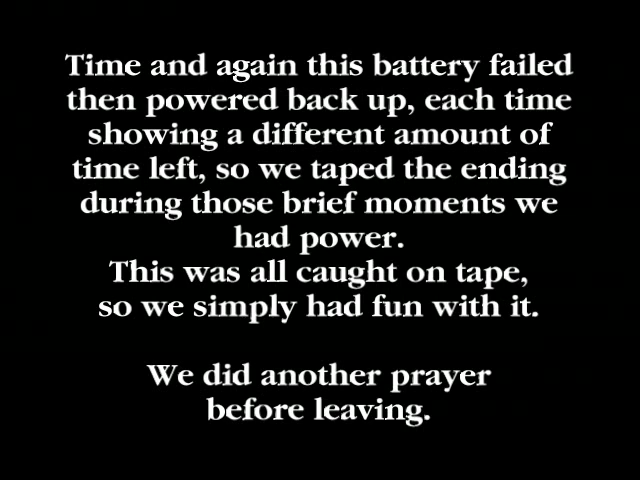 Time and again this battery failed
then powered back up, each time
showing a different amount of
time left, so we taped the ending
during those brief moments we
had power.
This was all caught on tape,
so we simply had fun with it.
We did another prayer
before leaving.